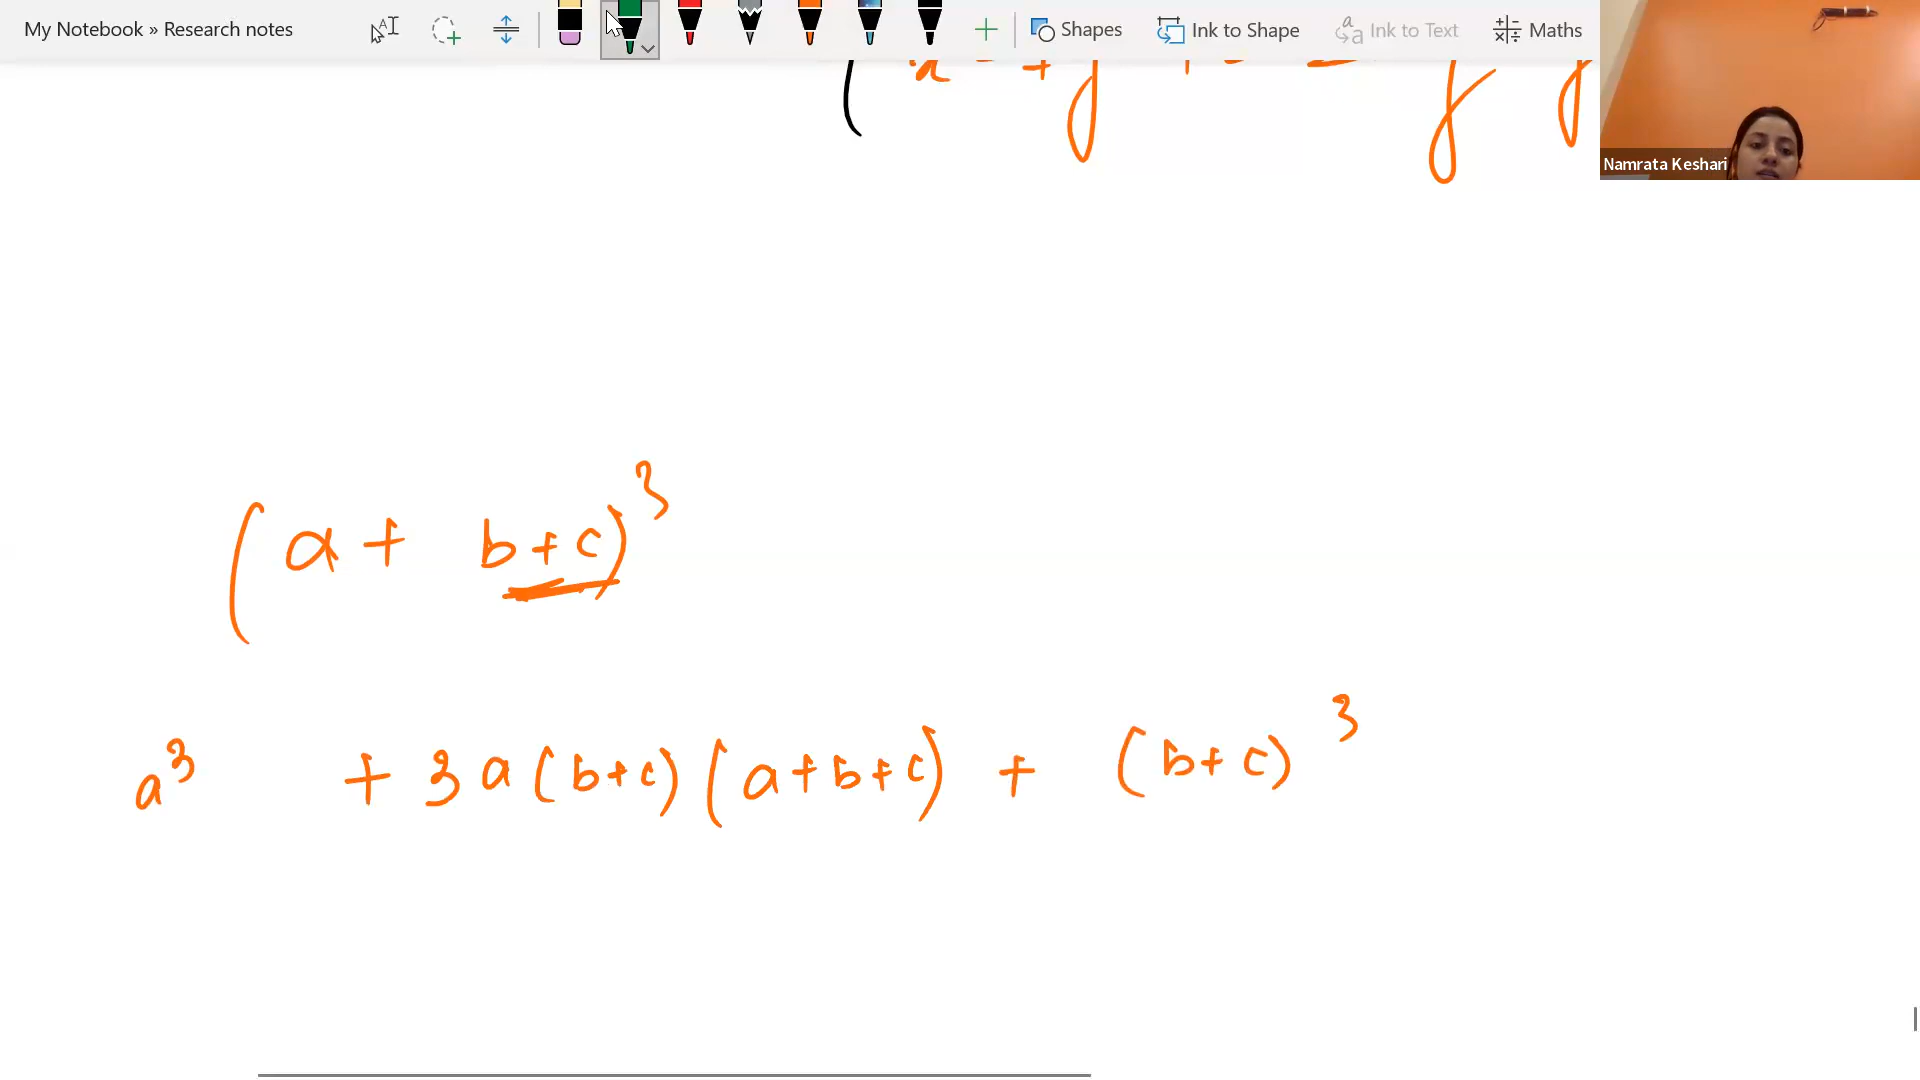 My Notebook » Research notes
Shapes
Ink to Shape
Ink to Text
Maths
Namrata Keshari
(a + b+c)³
a³ + 3a(b+c)(a+b+c) + (b+c)³